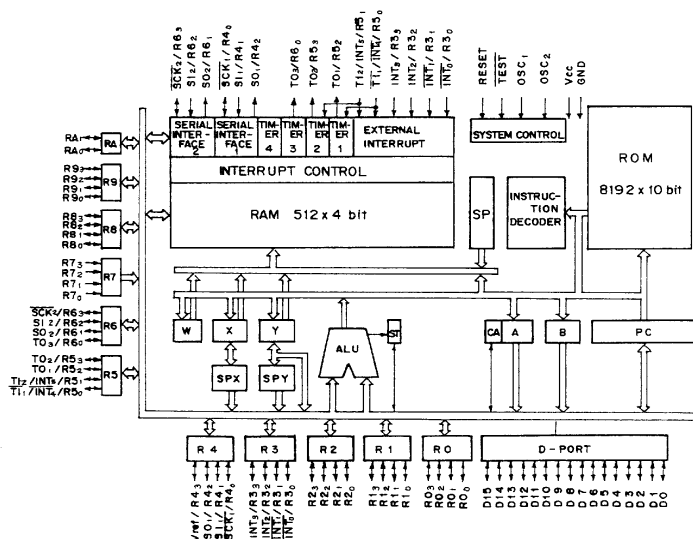 SCK2/R63
SI2/R62
SO2/R61
SCK1/R40
SI1/R41
SO1/R42
TO3/R60
TO2/R53
TO1/R52
TI2/INT5/R51
TI1/INT4/R50
INT3/R33
INT2/R32
INT1/R31
INT0/R30
RESET
TEST
OSC1
OSC2
Vcc
GND
SERIAL INTERFACE 2
SERIAL INTERFACE 1
TIMER 4
TIMER 3
TIMER 2
TIMER 1
EXTERNAL INTERRUPT
SYSTEM CONTROL
INTERRUPT CONTROL
RAM 512 x 4 bit
SP
INSTRUCTION DECODER
ROM
8192 x 10 bit
RA1
RA0
RA
R93
R92
R91
R90
R9
R83
R82
R81
R80
R8
R73
R72
R71
R70
R7
SCK2/R63
SI2/R62
SO2/R61
TO3/R60
R6
TO2/R53
TO1/R52
TI2/INT5/R51
TI1/INT4/R50
R5
W
X
Y
SPX
SPY
ALU
ST
CA
A
B
PC
R4
R3
R2
R1
R0
D-PORT
Vref/R43
SO1/R42
SI1/R41
SCK1/R40
INT3/R33
INT2/R32
INT1/R31
INT0/R30
R23
R22
R21
R20
R13
R12
R11
R10
R03
R02
R01
R00
D15
D14
D13
D12
D11
D10
D9
D8
D7
D6
D5
D4
D3
D2
D1
D0